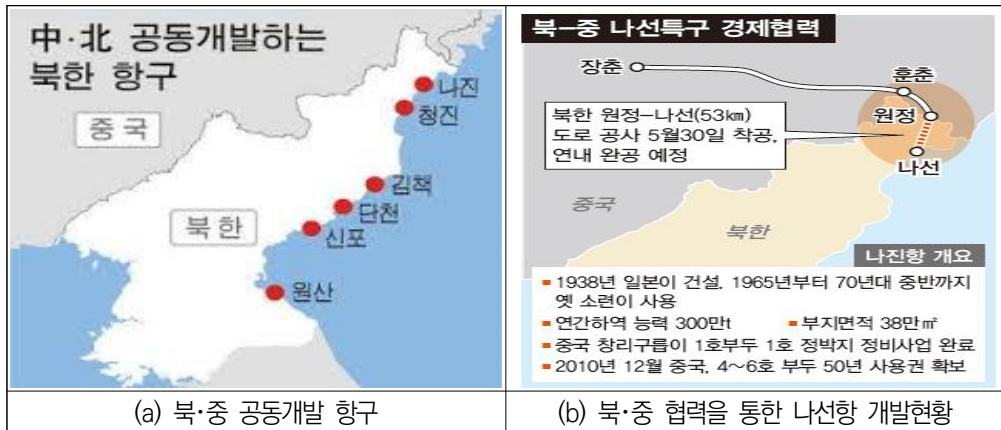 中·北 공동개발하는
북한 항구
중국
나진
청진
김책
단천
신포
북한
원산
(a) 북·중 공동개발 항구
북-중 나선특구 경제협력
장춘
훈춘
원정
북한 원정-나선(53㎞)
도로 공사 5월30일 착공,
연내 완공 예정
나선
중국
북한
나진항 개요
1938년 일본이 건설, 1965년부터 70년대 중반까지
옛 소련이 사용
연간하역 능력 300만t
부지면적 38만㎡
중국 창리구릅이 1호부두 1호 정박지 정비사업 완료
2010년 12월 중국, 4~6호 부두 50년 사용권 확보
(b) 북·중 협력을 통한 나선항 개발현황